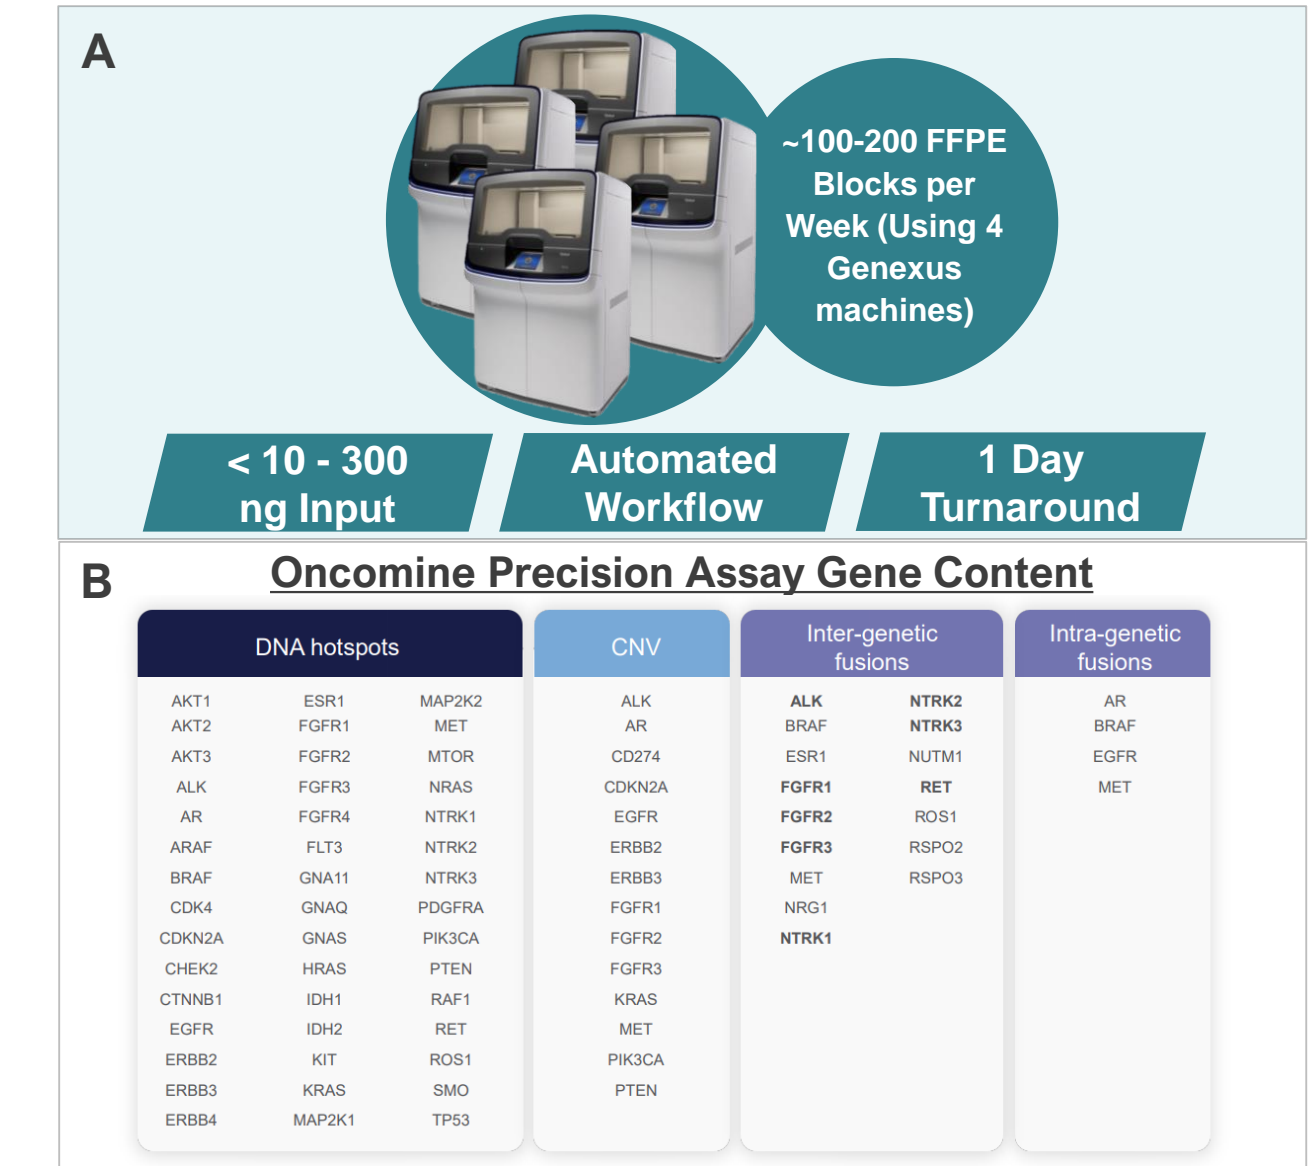 A
~100-200 FFPE
Blocks per
Week (Using 4
Genexus
machines)
< 10 - 300
ng Input
Automated
Workflow
1 Day
Turnaround
B
Oncomine Precision Assay Gene Content
DNA hotspots
AKT1 ESR1 MAP2K2
AKT2 FGFR1 MET
AKT3 FGFR2 MTOR
ALK FGFR3 NRAS
AR FGFR4 NTRK1
ARAF FLT3 NTRK2
BRAF GNA11 NTRK3
CDK4 GNAQ PDGFRA
CDKN2A GNAS PIK3CA
CHEK2 HRAS PTEN
CTNNB1 IDH1 RAF1
EGFR IDH2 RET
ERBB2 KIT ROS1
ERBB3 KRAS SMO
ERBB4 MAP2K1 TP53
CNV
ALK
AR
CD274
CDKN2A
EGFR
ERBB2
ERBB3
FGFR1
FGFR2
FGFR3
KRAS
MET
PIK3CA
PTEN
Inter-genetic
fusions
ALK NTRK2
BRAF NTRK3
ESR1 NUTM1
FGFR1 RET
FGFR2 ROS1
FGFR3 RSPO2
MET RSPO3
NRG1
NTRK1
Intra-genetic
fusions
AR
BRAF
EGFR
MET